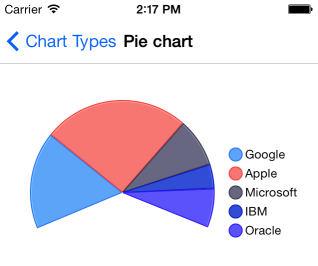 Carrier 2:17 PM
Chart Types Pie chart
Google
Apple
Microsoft
IBM
Oracle